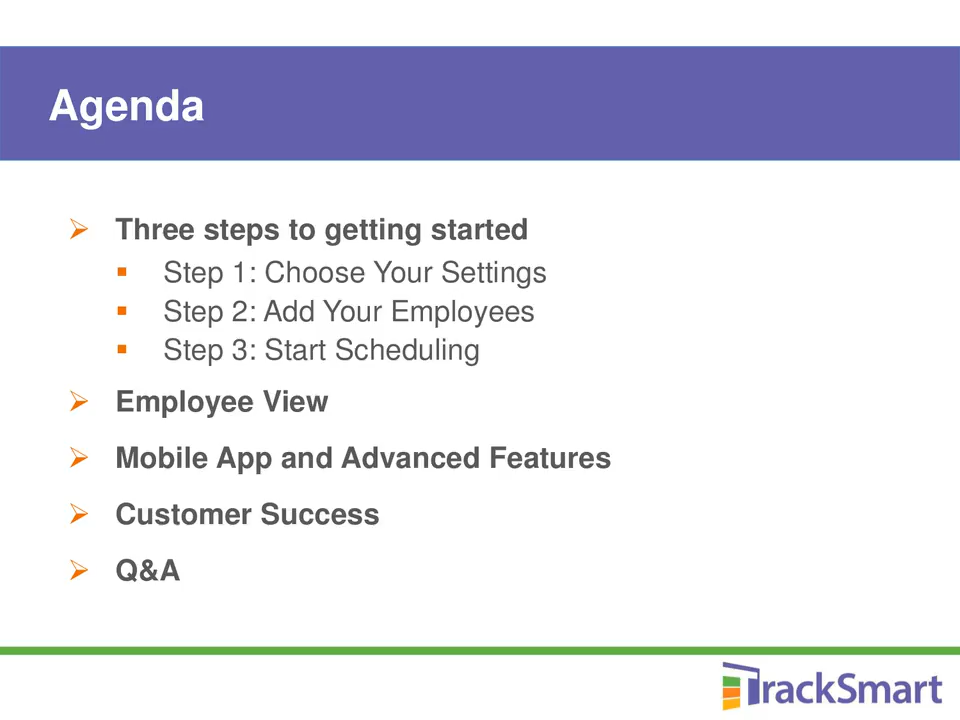 Agenda
Three steps to getting started
Step 1: Choose Your Settings
Step 2: Add Your Employees
Step 3: Start Scheduling
Employee View
Mobile App and Advanced Features
Customer Success
Q&A
TrackSmart